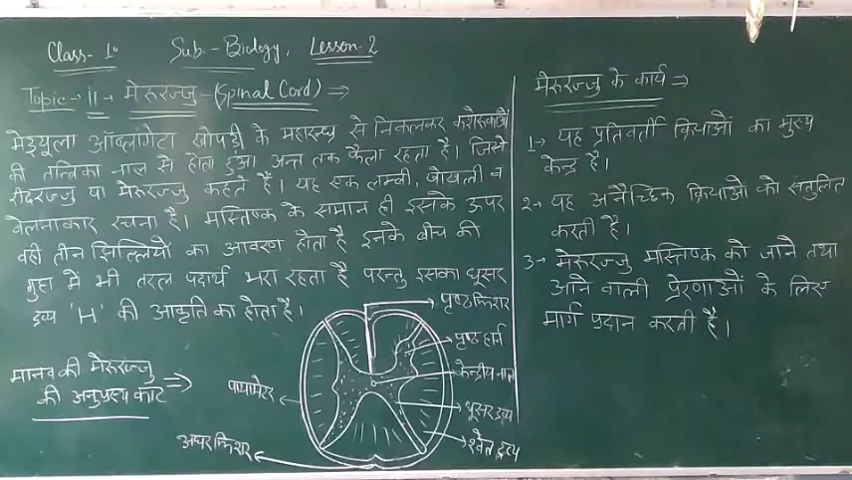 Class- 10 Sub- Biology, Lesson-2
Topic-> ii -> मेरुरज्जु - (Spinal Cord) =>
मेड्यूला ऑब्लांगेटा खोपड़ी के महारन्ध्र से निकलकर कशेरुकाओं
की तन्त्रिका नाल से होता हुआ अन्त तक फैला रहता है। जिसे
रीढ़रज्जु या मेरुरज्जु कहते है। यह एक लम्बी, खोखली व
बेलनाकार रचना है। मस्तिष्क के समान ही इसके ऊपर
वही तीन झिल्लियों का आवरण होता है इनके बीच की
गुहा में भी तरल पदार्थ भरा रहता है परन्तु इसका धूसर
द्रव्य 'H' की आकृति का होता है।
मानव की मेरुरज्जु
की अनुप्रस्थ काट =>
पृष्ठ फिशर
पृष्ठ हार्न
केन्द्रीय नाल
धूसर द्रव्य
श्वेत द्रव्य
पायामेटर
अधर फिशर
मेरुरज्जु के कार्य =>
1-> यह प्रतिवर्ती क्रियाओं का मुख्य
केन्द्र है।
2-> यह अनैच्छिक क्रियाओं को संतुलित
करती है।
3-> मेरुरज्जु मस्तिष्क को जाने तथा
आने वाली प्रेरणाओं के लिए
मार्ग प्रदान करती है।